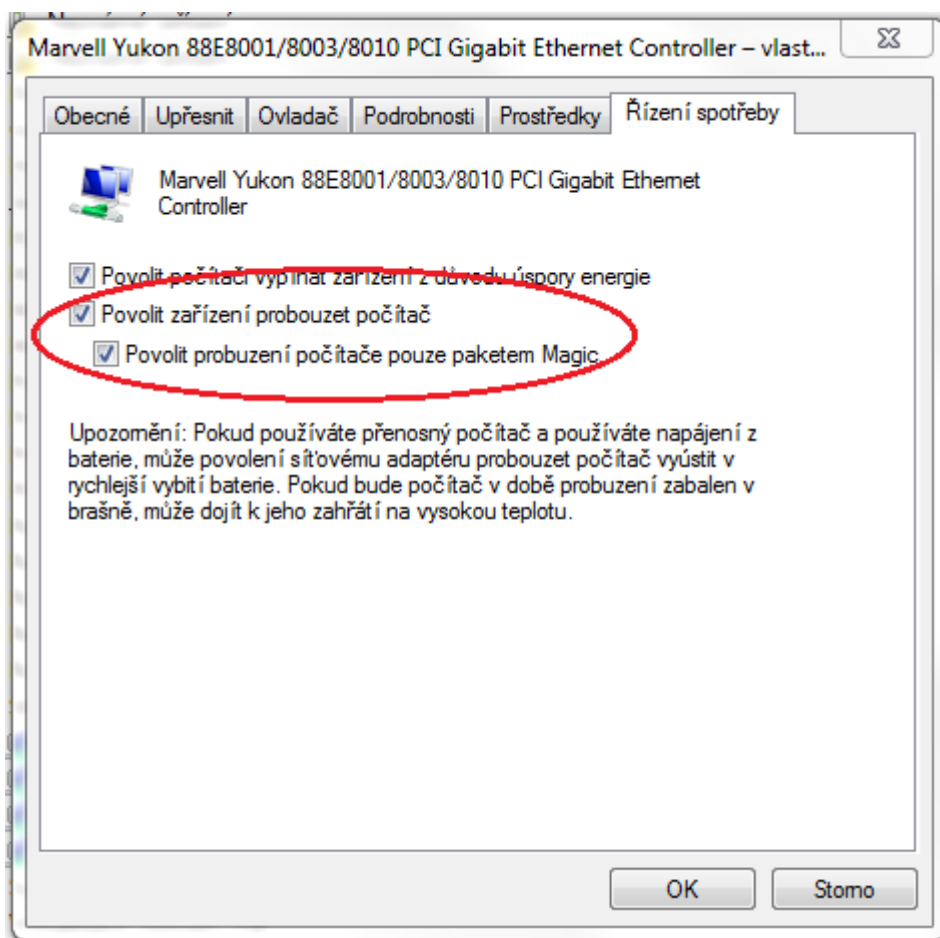 Marvell Yukon 88E8001/8003/8010 PCI Gigabit Ethernet Controller – vlast...
Obecné Upřesnit Ovladač Podrobnosti Prostředky Řízení spotřeby
Marvell Yukon 88E8001/8003/8010 PCI Gigabit Ethernet
Controller
Povolit počítači vypínat zařízení z důvodu úspory energie
Povolit zařízení probouzet počítač
Povolit probuzení počítače pouze paketem Magic
Upozornění: Pokud používáte přenosný počítač a používáte napájení z
baterie, může povolení síťovému adaptéru probouzet počítač vyústit v
rychlejší vybití baterie. Pokud bude počítač v době probuzení zabalen v
brašně, může dojít k jeho zahřátí na vysokou teplotu.
OK Storno